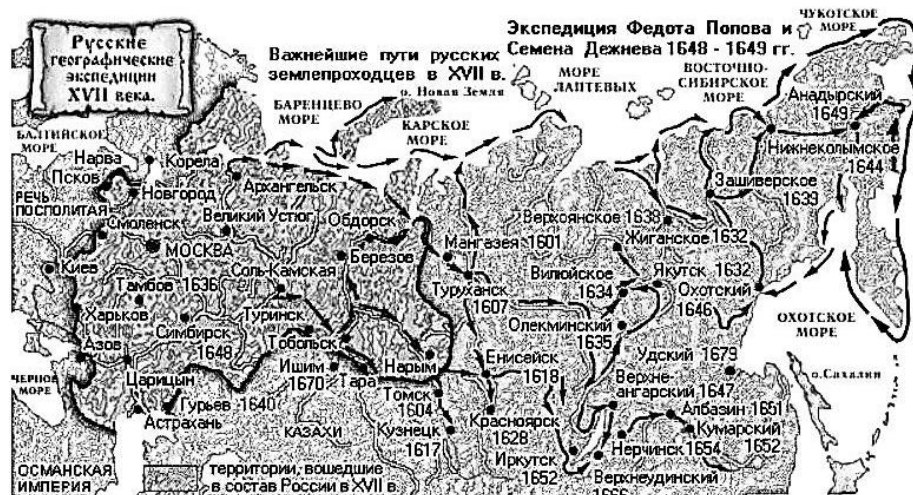 Русские
географические
экспедиции
XVII века.
Важнейшие пути русских
землепроходцев в XVII в.
Экспедиция Федота Попова и
Семена Дежнева 1648 - 1649 гг.
ЧУКОТСКОЕ
МОРЕ
ВОСТОЧНО-
СИБИРСКОЕ
МОРЕ
МОРЕ
ЛАПТЕВЫХ
о. Новая Земля
БАРЕНЦЕВО
МОРЕ
КАРСКОЕ
МОРЕ
БАЛТИЙСКОЕ
МОРЕ
Анадырский
1649
Нижнеколымское
1644
Нарва
Корела
Псков
Новгород
Архангельск
РЕЧЬ
ПОСПОЛИТАЯ
Смоленск
Великий Устюг
Обдорск
МОСКВА
Березов
Зашиверское
1639
Верхоянское 1638
Жиганское 1632
Мангазея 1601
Киев
Соль-Камская
Тамбов 1636
Туруханск
1607
Вилюйское
1634
Якутск 1632
Охотский
1646
Харьков
Туринск
Симбирск
1648
Тобольск
Олекминский
1635
ОХОТСКОЕ
МОРЕ
Азов
Нарым
Енисейск
1618
Удский 1679
Ишим
1670
Тара
Верхне-
ангарский 1647
о.Сахалин
ЧЕРНОЕ
МОРЕ
Царицын
Гурьев 1640
Астрахань
Томск
1604
Красноярск
1628
Албазин 1651
Кумарский
1652
КАЗАХИ
Кузнецк
1617
Нерчинск 1654
Иркутск
1652
Верхнеудинский
1666
ОСМАНСКАЯ
ИМПЕРИЯ
территории, вошедшие
в состав России в XVII в.